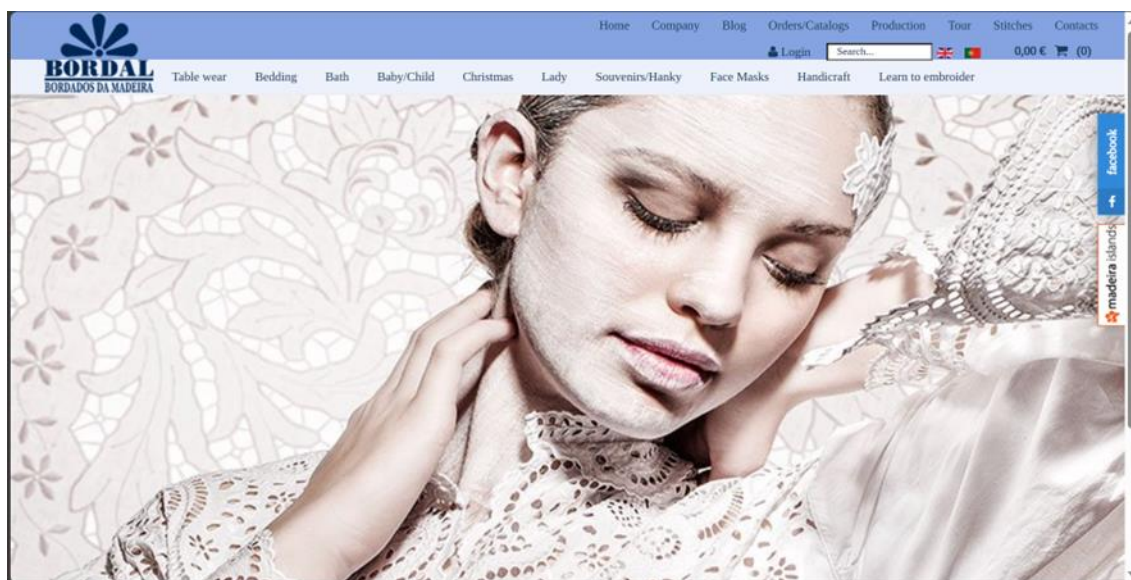 Home Company Blog Orders/Catalogs Production Tour Stitches Contacts
Login Search... 0,00 € (0)
BORDAL
BORDADOS DA MADEIRA
Table wear Bedding Bath Baby/Child Christmas Lady Souvenirs/Hanky Face Masks Handicraft Learn to embroider
facebook
f
madeira islands